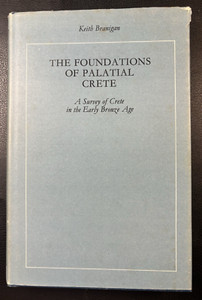 Keith Branigan
THE FOUNDATIONS
OF PALATIAL
CRETE
A Survey of Crete
in the Early Bronze Age